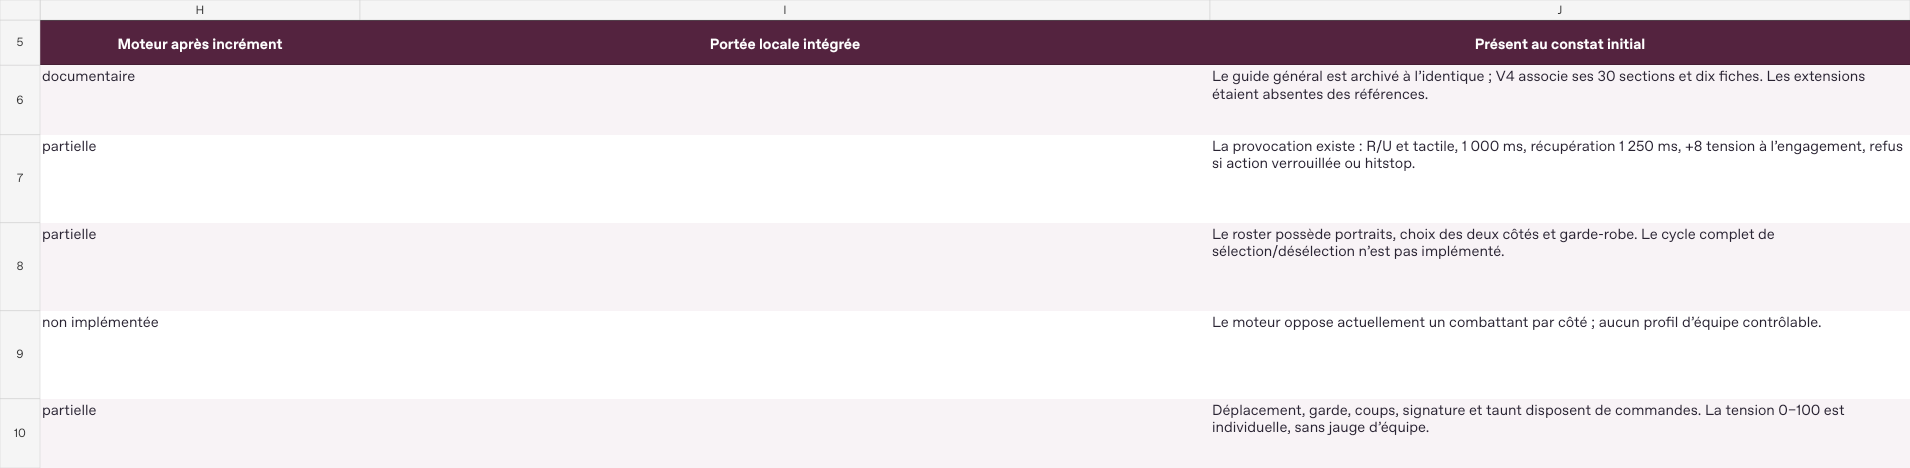 H I J
5 Moteur après incrément Portée locale intégrée Présent au constat initial
6 documentaire Le guide général est archivé à l’identique ; V4 associe ses 30 sections et dix fiches. Les extensions
étaient absentes des références.
7 partielle La provocation existe : R/U et tactile, 1 000 ms, récupération 1 250 ms, +8 tension à l’engagement, refus
si action verrouillée ou hitstop.
8 partielle Le roster possède portraits, choix des deux côtés et garde-robe. Le cycle complet de
sélection/désélection n’est pas implémenté.
9 non implémentée Le moteur oppose actuellement un combattant par côté ; aucun profil d’équipe contrôlable.
10 partielle Déplacement, garde, coups, signature et taunt disposent de commandes. La tension 0–100 est
individuelle, sans jauge d’équipe.